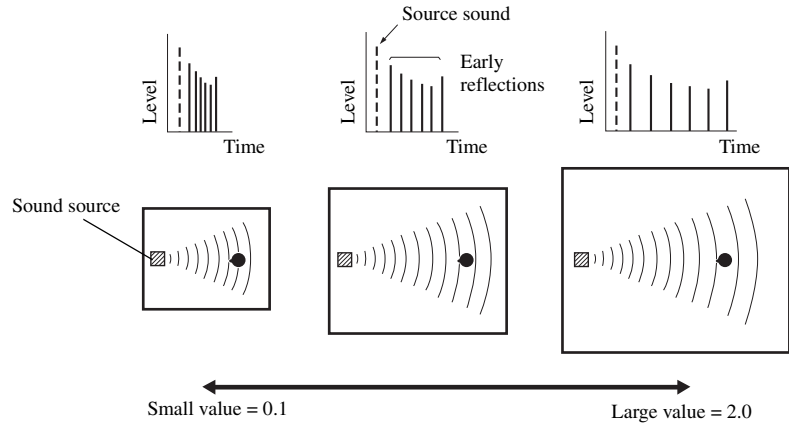 Source sound
Level
Time
Level
Early
reflections
Time
Level
Time
Sound source
Small value = 0.1
Large value = 2.0